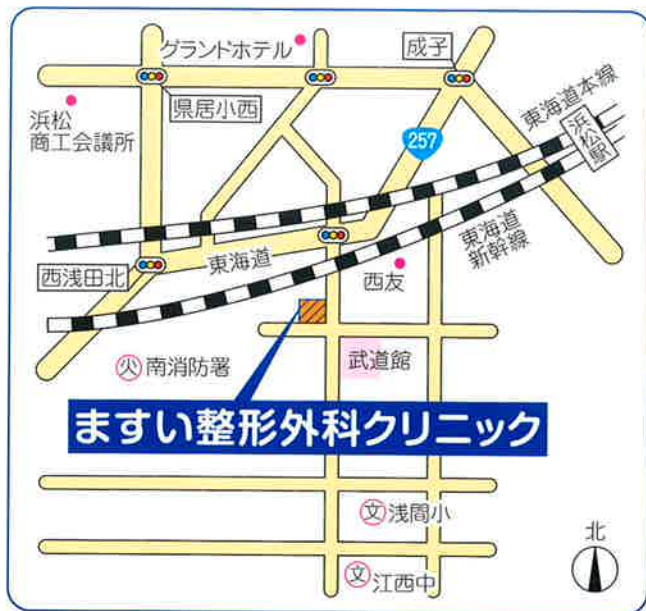 グランドホテル
成子
浜松
商工会議所
県居小西
257
東海道本線
浜松駅
東海道
新幹線
東海道
西浅田北
西友
火 南消防署
武道館
ますい整形外科クリニック
文 浅間小
文 江西中
北